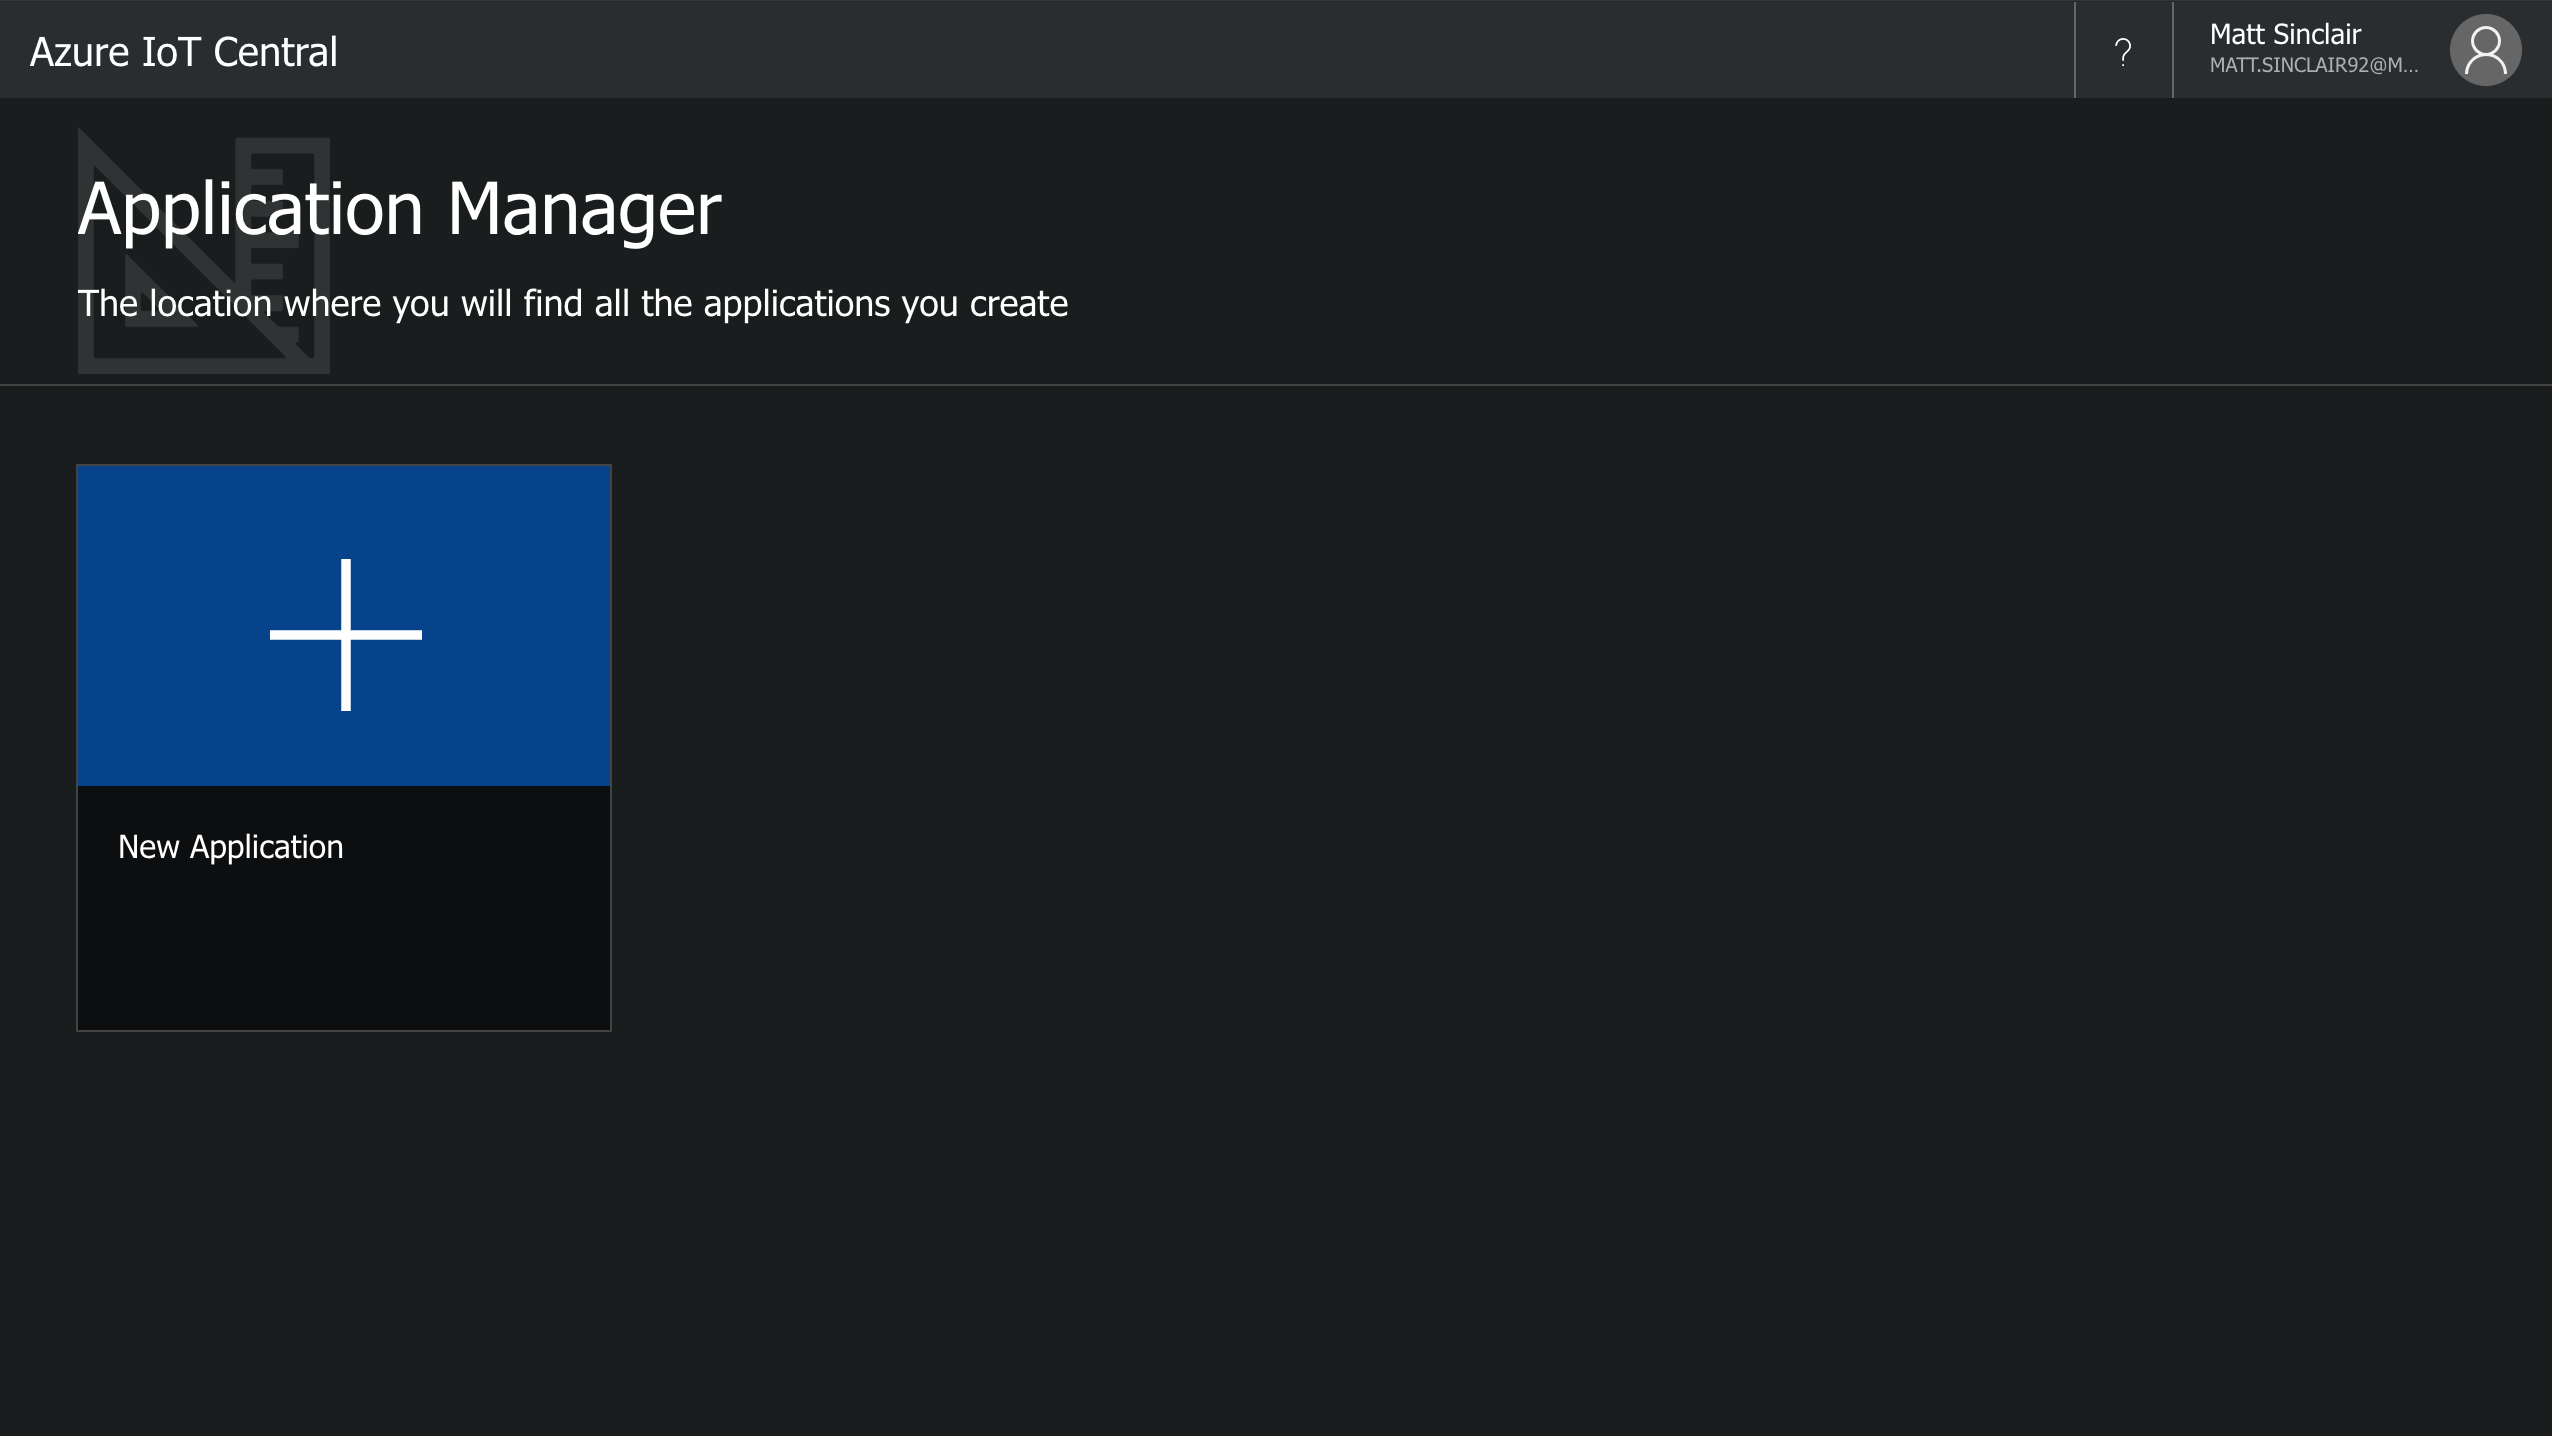 Azure IoT Central
?
Matt Sinclair
MATT.SINCLAIR92@M...
Application Manager
The location where you will find all the applications you create
New Application